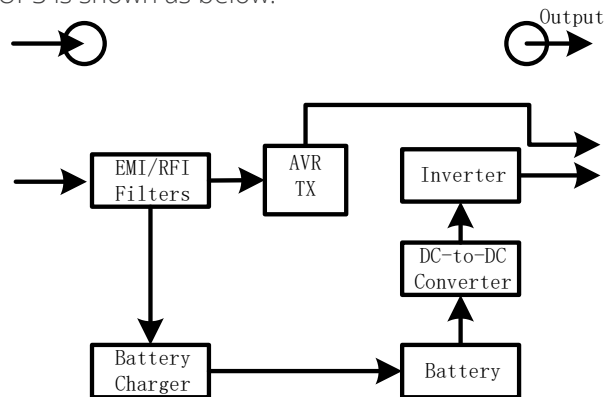 UPS is shown as below:
Output
EMI/RFI
Filters
AVR
TX
Inverter
DC-to-DC
Converter
Battery
Charger
Battery